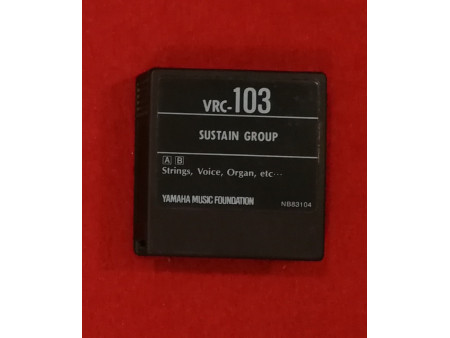 VRC-103
SUSTAIN GROUP
A B
Strings, Voice, Organ, etc···
YAMAHA MUSIC FOUNDATION NB83104